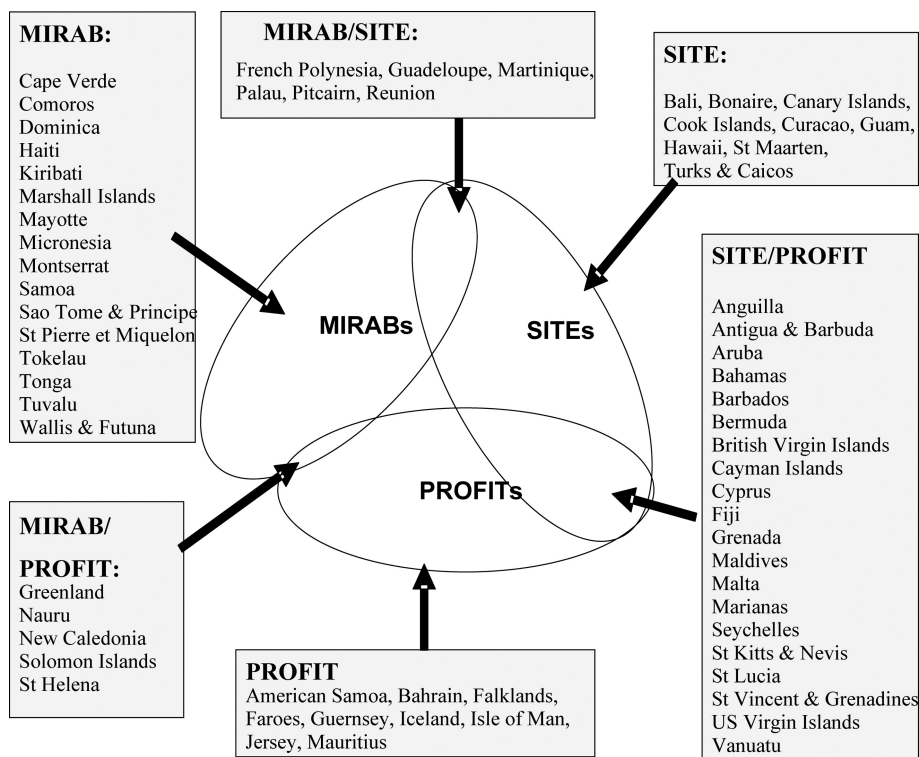 MIRAB:
Cape Verde
Comoros
Dominica
Haiti
Kiribati
Marshall Islands
Mayotte
Micronesia
Montserrat
Samoa
Sao Tome & Principe
St Pierre et Miquelon
Tokelau
Tonga
Tuvalu
Wallis & Futuna
MIRAB/SITE:
French Polynesia, Guadeloupe, Martinique,
Palau, Pitcairn, Reunion
SITE:
Bali, Bonaire, Canary Islands,
Cook Islands, Curacao, Guam,
Hawaii, St Maarten,
Turks & Caicos
MIRABs
SITEs
PROFITs
SITE/PROFIT
Anguilla
Antigua & Barbuda
Aruba
Bahamas
Barbados
Bermuda
British Virgin Islands
Cayman Islands
Cyprus
Fiji
Grenada
Maldives
Malta
Marianas
Seychelles
St Kitts & Nevis
St Lucia
St Vincent & Grenadines
US Virgin Islands
Vanuatu
MIRAB/
PROFIT:
Greenland
Nauru
New Caledonia
Solomon Islands
St Helena
PROFIT
American Samoa, Bahrain, Falklands,
Faroes, Guernsey, Iceland, Isle of Man,
Jersey, Mauritius